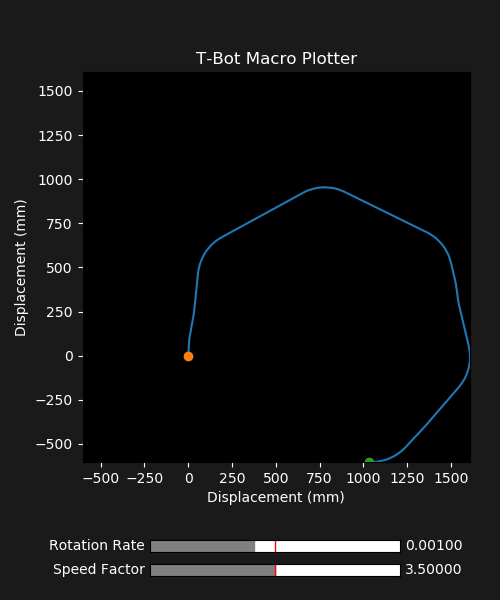 T-Bot Macro Plotter
Displacement (mm)
1500
1250
1000
750
500
250
0
−250
−500
−500 −250 0 250 500 750 1000 1250 1500
Displacement (mm)
Rotation Rate 0.00100
Speed Factor 3.50000